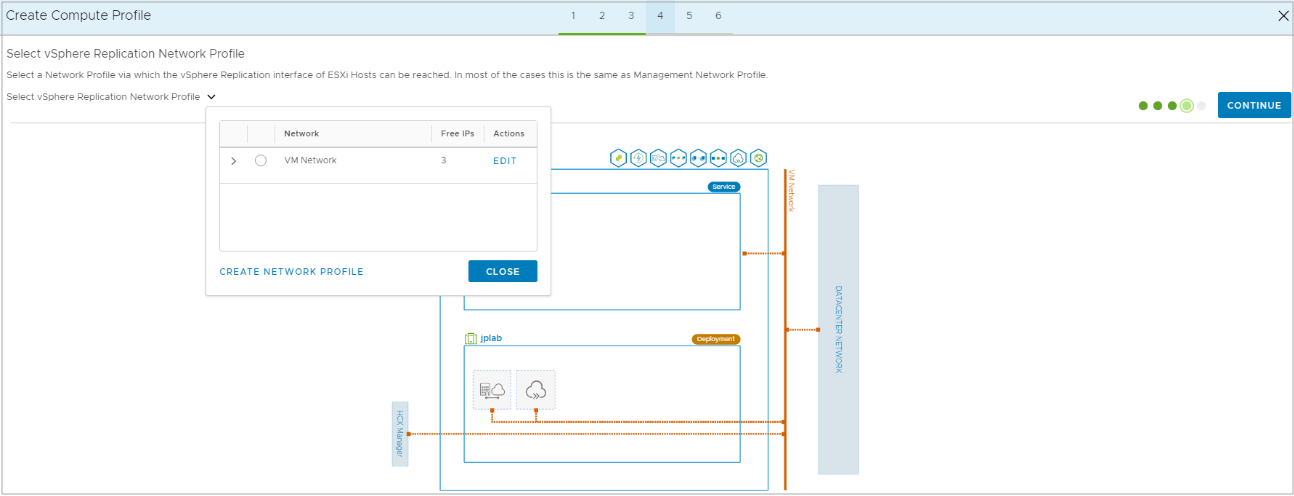 Create Compute Profile
1 2 3 4 5 6
Select vSphere Replication Network Profile
Select a Network Profile via which the vSphere Replication interface of ESXi Hosts can be reached. In most of the cases this is the same as Management Network Profile.
Select vSphere Replication Network Profile
CONTINUE
Network Free IPs Actions
VM Network 3 EDIT
CREATE NETWORK PROFILE CLOSE
Service
VM Network
DATACENTER NETWORK
jplab
Deployment
HCX Manager